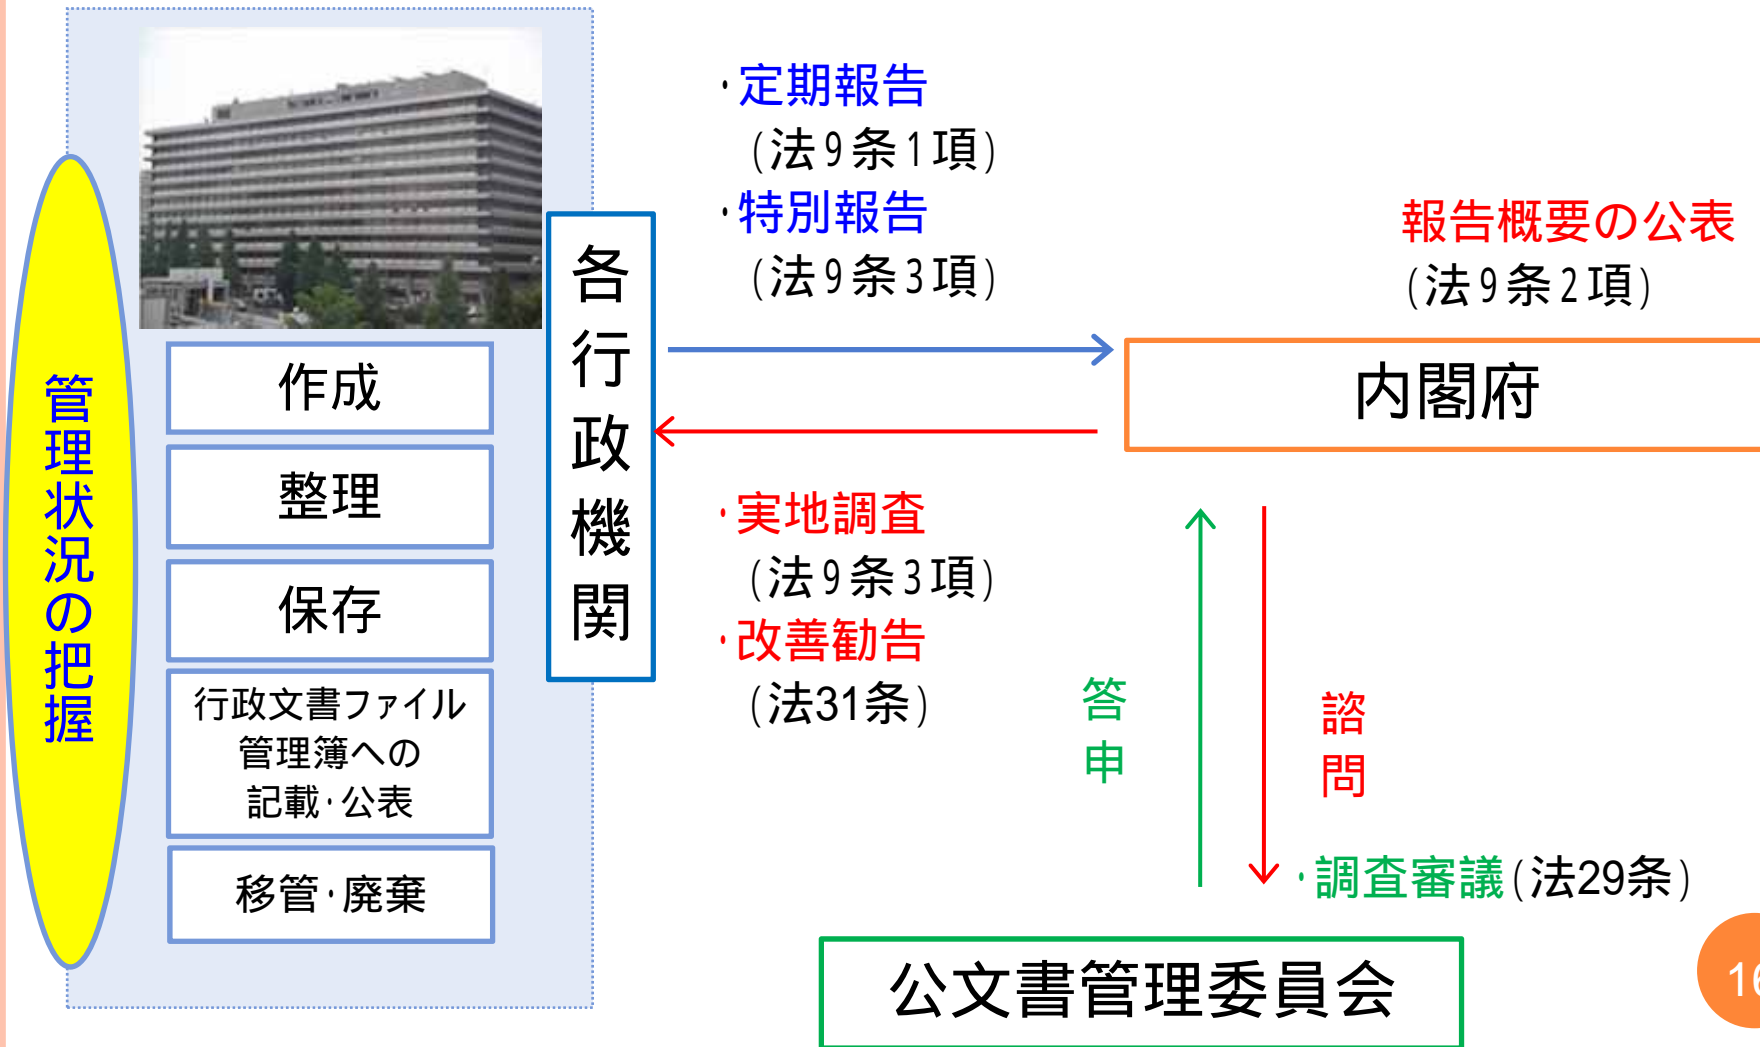 管理状況の把握
作成
整理
保存
行政文書ファイル
管理簿への
記載・公表
移管・廃棄
各行政機関
・定期報告
(法9条1項)
・特別報告
(法9条3項)
・実地調査
(法9条3項)
・改善勧告
(法31条)
報告概要の公表
(法9条2項)
内閣府
答申
諮問
・調査審議(法29条)
公文書管理委員会
16